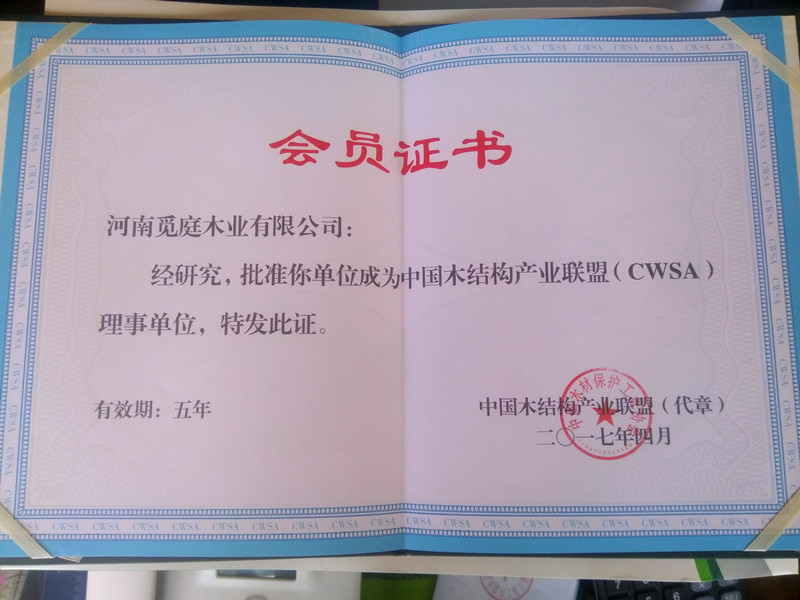 会员证书
河南觅庭木业有限公司：
经研究，批准你单位成为中国木结构产业联盟（CWSA）
理事单位，特发此证。
有效期：五年
中国木结构产业联盟（代章）
二〇一七年四月